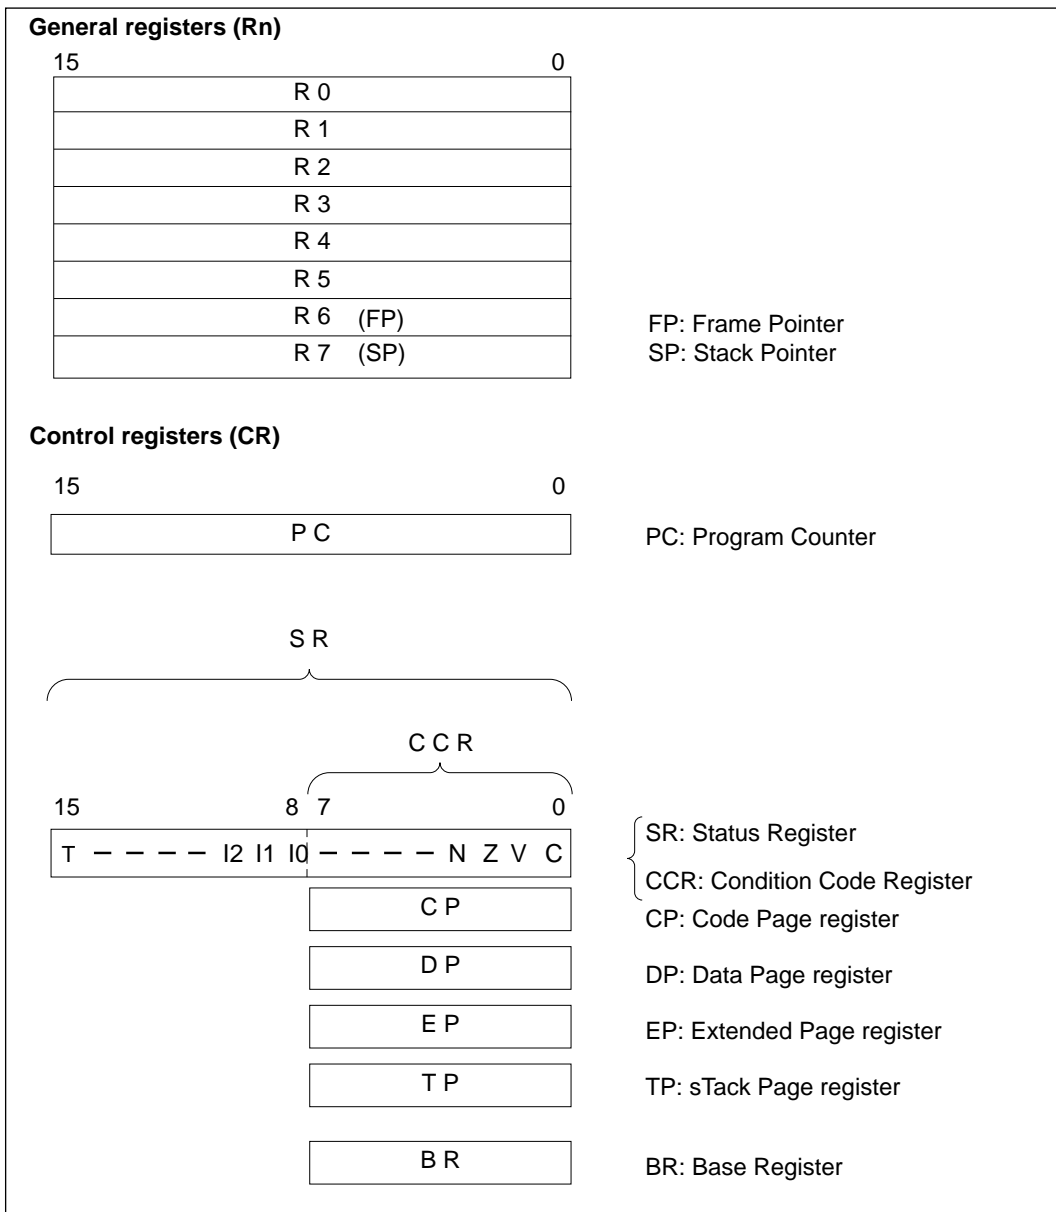 General registers (Rn)
15 0
R 0
R 1
R 2
R 3
R 4
R 5
R 6 (FP) FP: Frame Pointer
R 7 (SP) SP: Stack Pointer
Control registers (CR)
15 0
P C PC: Program Counter
S R
C C R
15 8 7 0
SR: Status Register
T – – – – I2 I1 I0 – – – – N Z V C
CCR: Condition Code Register
C P CP: Code Page register
D P DP: Data Page register
E P EP: Extended Page register
T P TP: sTack Page register
B R BR: Base Register